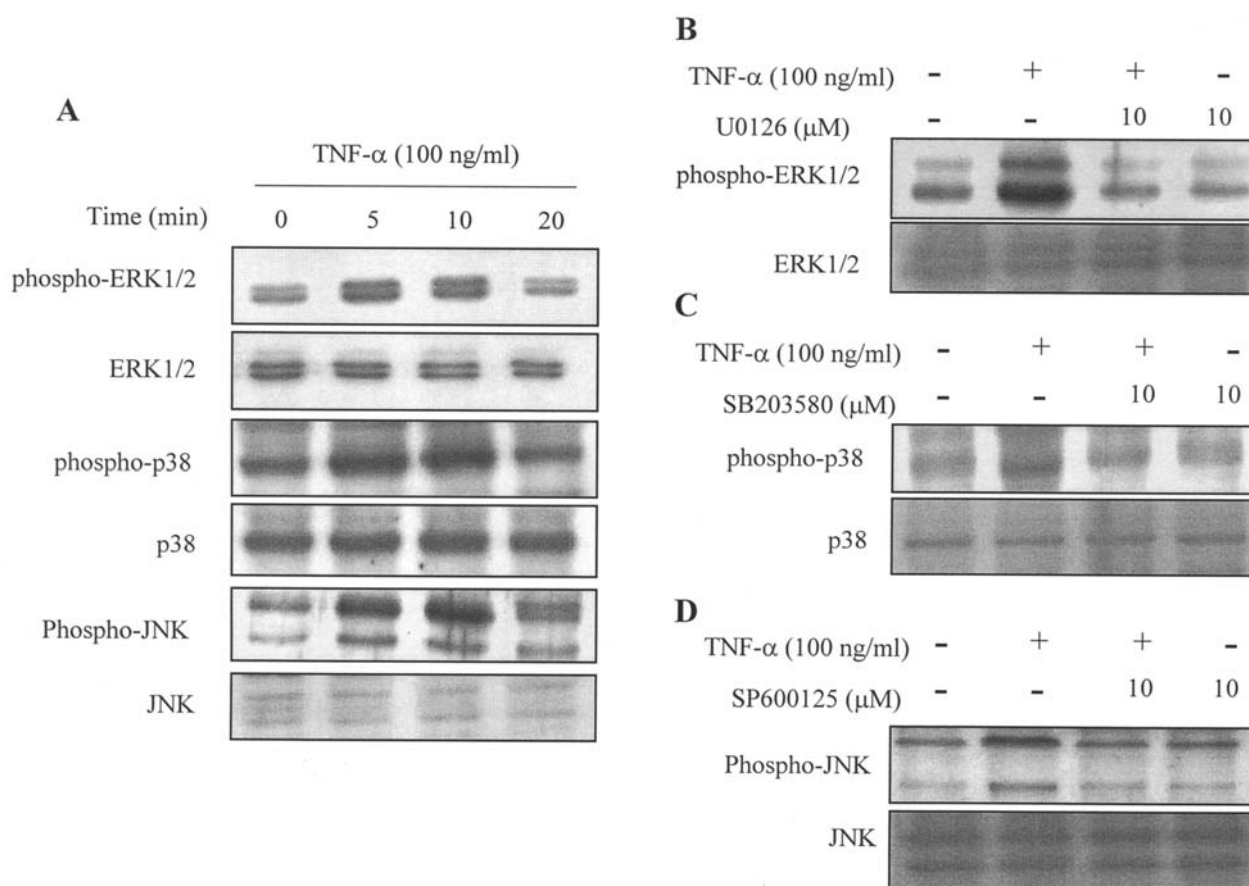 A
TNF-α (100 ng/ml)
Time (min) 0 5 10 20
phospho-ERK1/2
ERK1/2
phospho-p38
p38
Phospho-JNK
JNK
B
TNF-α (100 ng/ml) - + + -
U0126 (μM) - - 10 10
phospho-ERK1/2
ERK1/2
C
TNF-α (100 ng/ml) - + + -
SB203580 (μM) - - 10 10
phospho-p38
p38
D
TNF-α (100 ng/ml) - + + -
SP600125 (μM) - - 10 10
Phospho-JNK
JNK